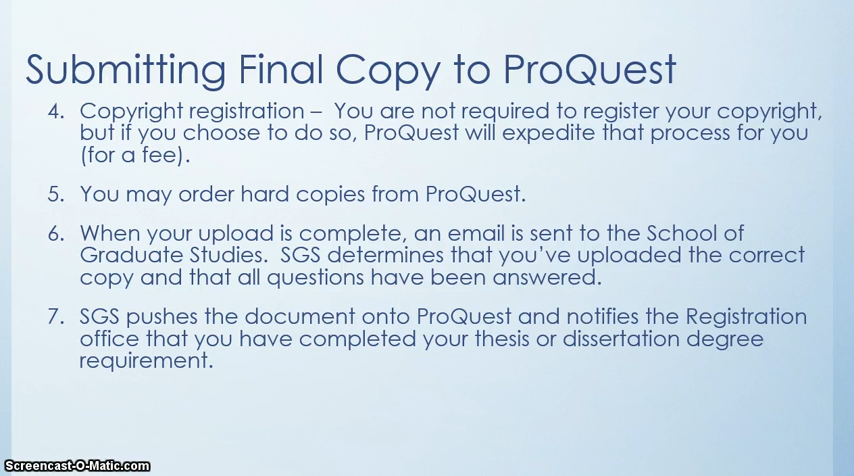 Submitting Final Copy to ProQuest
4. Copyright registration – You are not required to register your copyright,
but if you choose to do so, ProQuest will expedite that process for you
(for a fee).
5. You may order hard copies from ProQuest.
6. When your upload is complete, an email is sent to the School of
Graduate Studies. SGS determines that you’ve uploaded the correct
copy and that all questions have been answered.
7. SGS pushes the document onto ProQuest and notifies the Registration
office that you have completed your thesis or dissertation degree
requirement.
Screencast-O-Matic.com